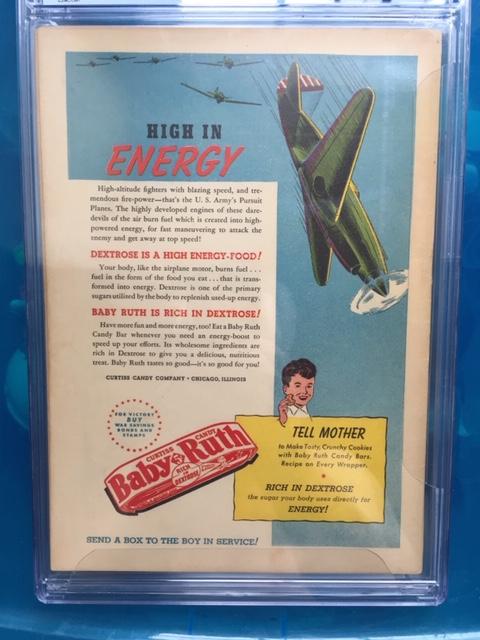 HIGH IN
ENERGY
High-altitude fighters with blazing speed, and tre-
mendous fire-power—that's the U. S. Army's Pursuit
Planes. The highly developed engines of these dare-
devils of the air burn fuel which is created into high-
powered energy, for fast maneuvering to attack the
enemy and get away at top speed!
DEXTROSE IS A HIGH ENERGY-FOOD!
Your body, like the airplane motor, burns fuel . . .
fuel in the form of the food you eat . . . that is trans-
formed into energy. Dextrose is one of the primary
sugars utilized by the body to replenish used-up energy.
BABY RUTH IS RICH IN DEXTROSE!
Have more fun and more energy, too! Eat a Baby Ruth
Candy Bar whenever you need an energy-boost to
speed up your efforts. Its wholesome ingredients are
rich in Dextrose to give you a delicious, nutritious
treat. Baby Ruth tastes so good—it's so good for you!
CURTISS CANDY COMPANY • CHICAGO, ILLINOIS
FOR VICTORY
BUY
WAR SAVINGS
BONDS AND
STAMPS
CURTISS CANDY
Baby Ruth
RICH
IN
DEXTROSE
TELL MOTHER
to Make Tasty, Crunchy Cookies
with Baby Ruth Candy Bars.
Recipe on Every Wrapper.
RICH IN DEXTROSE
the sugar your body uses directly for
ENERGY!
SEND A BOX TO THE BOY IN SERVICE!